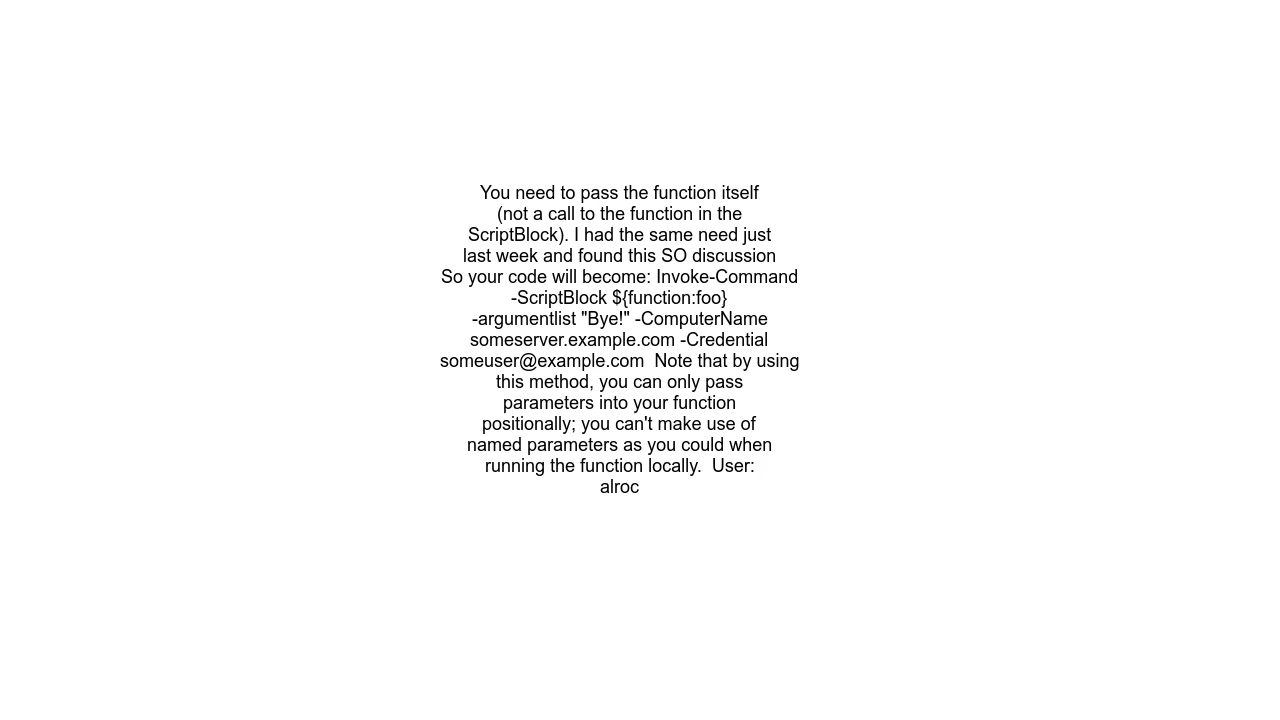 You need to pass the function itself
(not a call to the function in the
ScriptBlock). I had the same need just
last week and found this SO discussion
So your code will become: Invoke-Command
-ScriptBlock ${function:foo}
-argumentlist "Bye!" -ComputerName
someserver.example.com -Credential
someuser@example.com  Note that by using
this method, you can only pass
parameters into your function
positionally; you can't make use of
named parameters as you could when
running the function locally.  User:
alroc